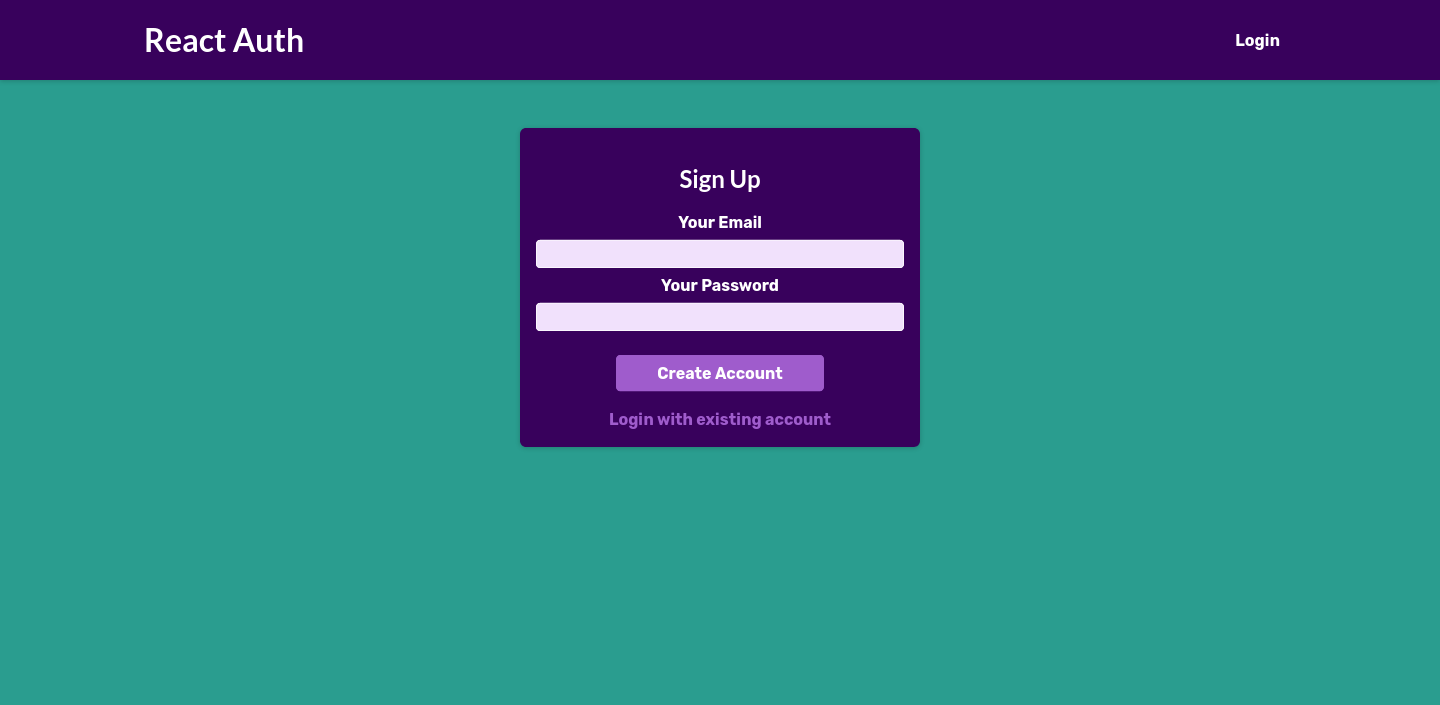 React Auth
Login
Sign Up
Your Email
Your Password
Create Account
Login with existing account